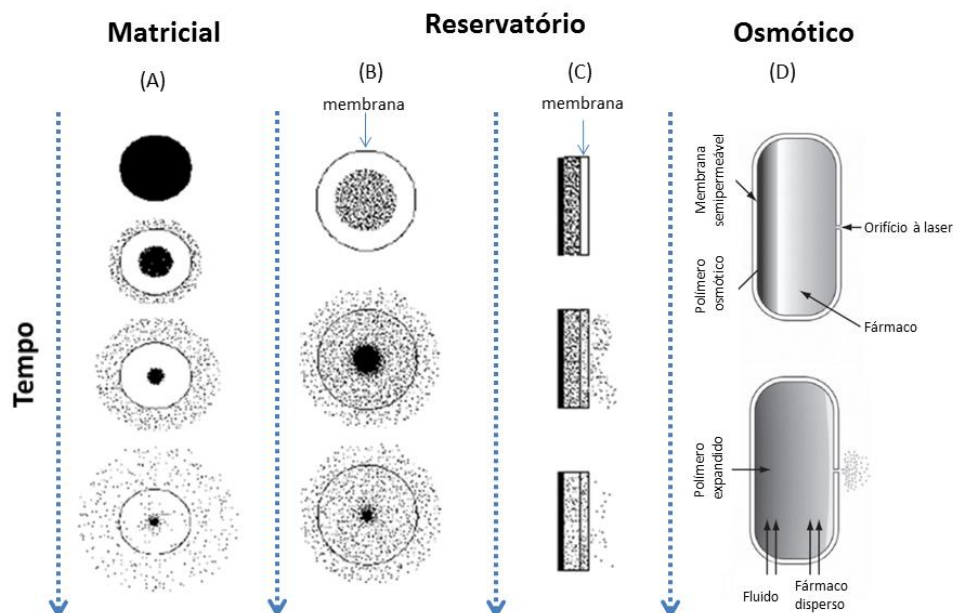 Matricial
Reservatório
Osmótico
(A)
(B)
(C)
(D)
membrana
membrana
Tempo
Membrana
semipermeável
Polímero
osmótico
Orifício à laser
Fármaco
Polímero
expandido
Fluido
Fármaco
disperso